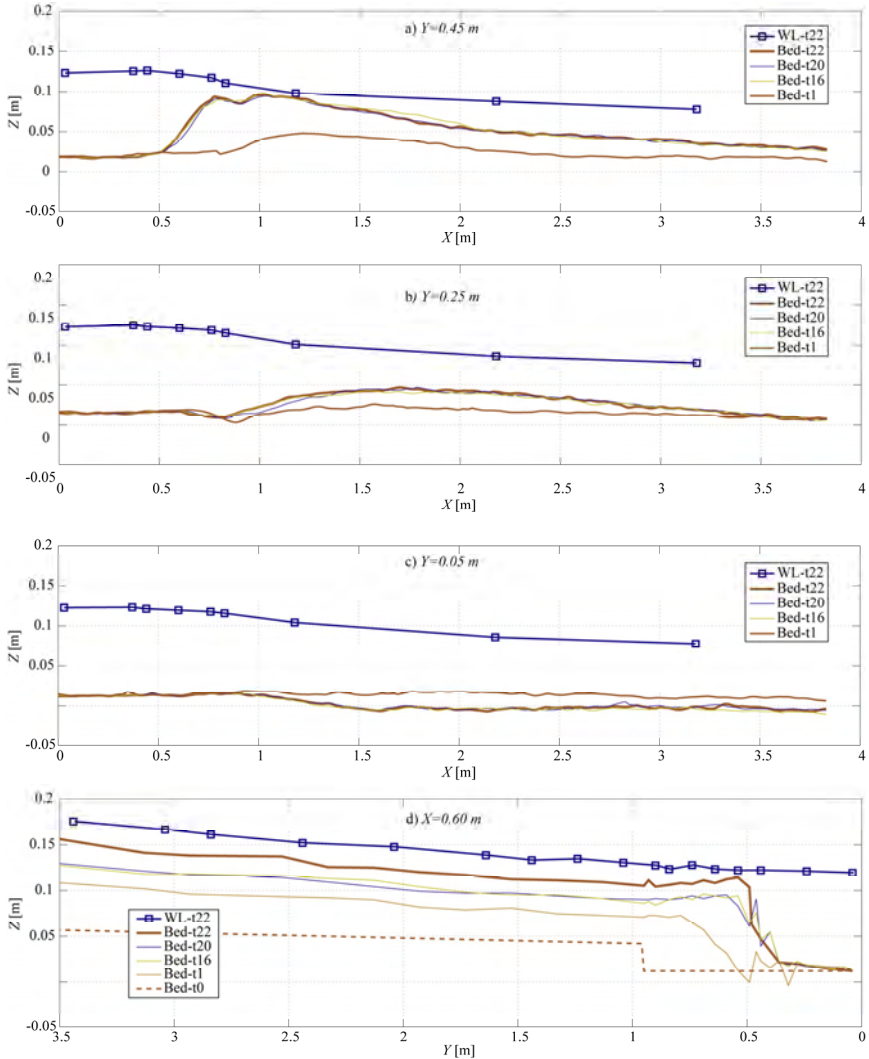 0.2
a) Y=0.45 m
WL-t22
Bed-t22
Bed-t20
Bed-t16
Bed-t1
0.15
0.1
0.05
0
-0.05
Z [m]
0 0.5 1 1.5 2 2.5 3 3.5 4
X [m]
0.2
b) Y=0.25 m
WL-t22
Bed-t22
Bed-t20
Bed-t16
Bed-t1
0.15
0.1
0.05
0
-0.05
Z [m]
0 0.5 1 1.5 2 2.5 3 3.5 4
X [m]
0.2
c) Y=0.05 m
WL-t22
Bed-t22
Bed-t20
Bed-t16
Bed-t1
0.15
0.1
0.05
-0.05
Z [m]
0 0.5 1 1.5 2 2.5 3 3.5 4
X [m]
0.2
d) X=0.60 m
0.15
0.1
0.05
0
-0.05
Z [m]
WL-t22
Bed-t22
Bed-t20
Bed-t16
Bed-t1
Bed-t0
3.5 3 2.5 2 1.5 1 0.5 0
Y [m]